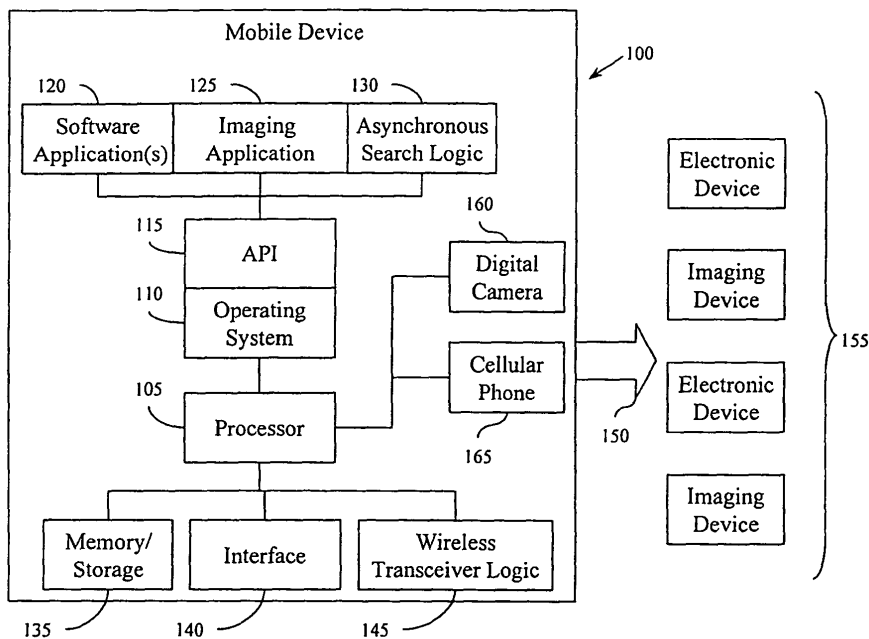 Mobile Device
100
120
125
130
Software
Application(s)
Imaging
Application
Asynchronous
Search Logic
Electronic
Device
115
API
160
Digital
Camera
Imaging
Device
110
Operating
System
155
Cellular
Phone
165
150
Electronic
Device
105
Processor
Imaging
Device
Memory/
Storage
Interface
Wireless
Transceiver Logic
135
140
145